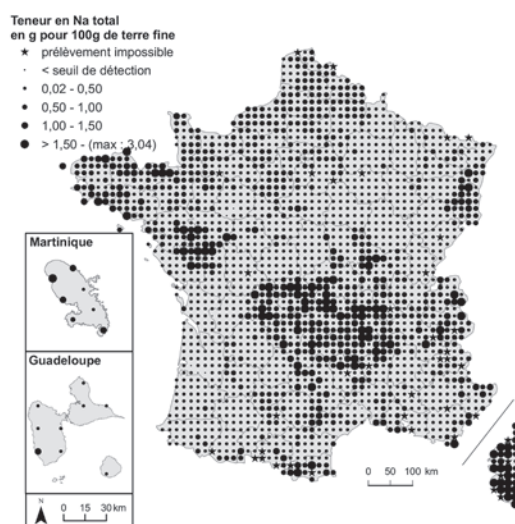 Teneur en Na total
en g pour 100g de terre fine
★ prélèvement impossible
< seuil de détection
0,02 - 0,50
0,50 - 1,00
1,00 - 1,50
> 1,50 - (max : 3,04)
Martinique
Guadeloupe
N
0 15 30 km
0 50 100 km